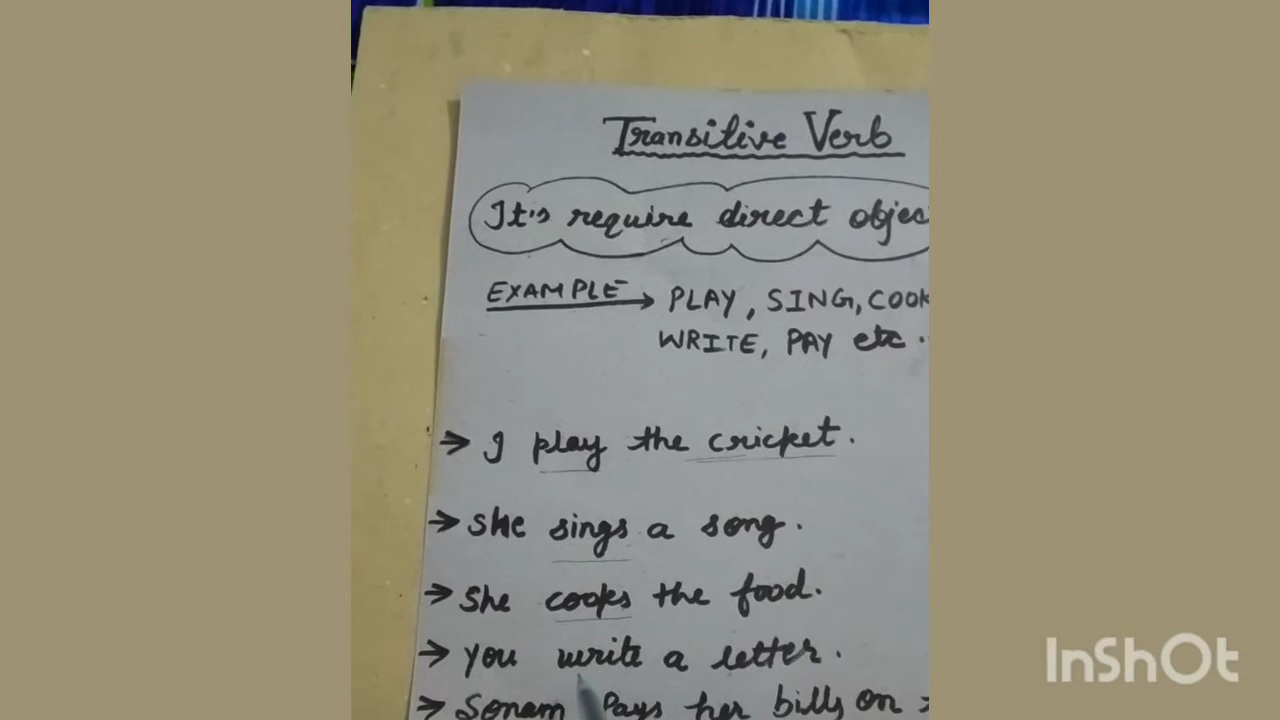 Transitive Verb
It's require direct objec
EXAMPLE → PLAY, SING, COOK
WRITE, PAY etc.
→ I play the cricket.
→ She sings a song.
→ She cooks the food.
→ you write a letter.
→ Sonam Pays her bills on
InShOt